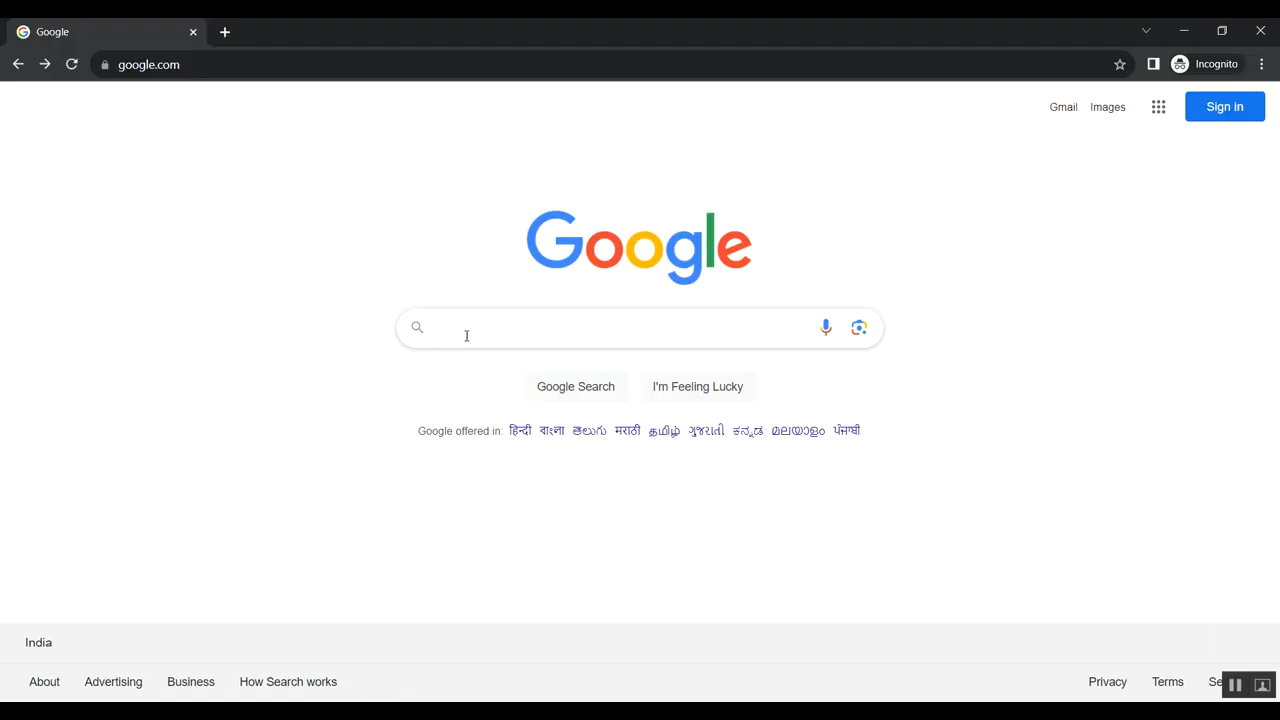 Google
google.com
Incognito
Gmail Images Sign in
Google
Google Search I'm Feeling Lucky
Google offered in: हिन्दी বাংলা తెలుగు मराठी தமிழ் ગુજરાતી ಕನ್ನಡ മലയാളം ਪੰਜਾਬੀ
India
About Advertising Business How Search works Privacy Terms